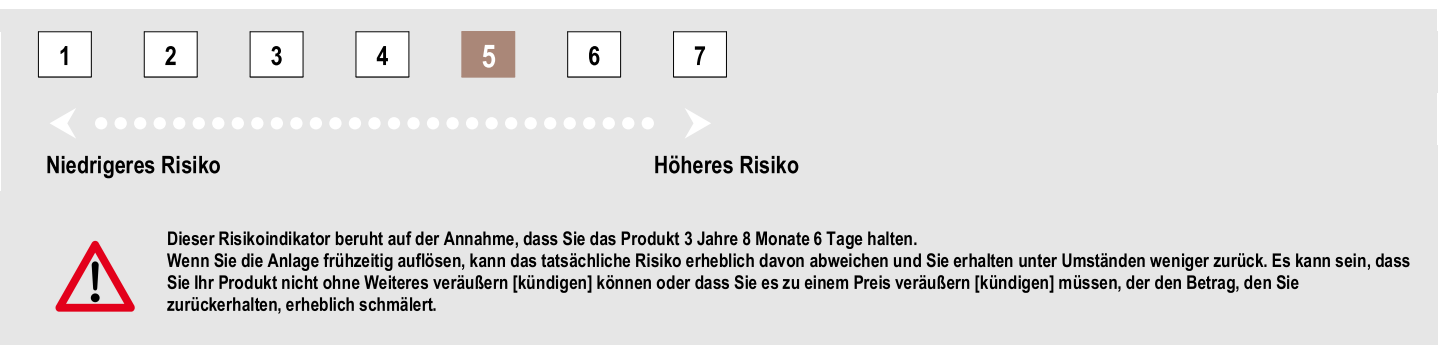 1 2 3 4 5 6 7
Niedrigeres Risiko Höheres Risiko
Dieser Risikoindikator beruht auf der Annahme, dass Sie das Produkt 3 Jahre 8 Monate 6 Tage halten.
Wenn Sie die Anlage frühzeitig auflösen, kann das tatsächliche Risiko erheblich davon abweichen und Sie erhalten unter Umständen weniger zurück. Es kann sein, dass
Sie Ihr Produkt nicht ohne Weiteres veräußern [kündigen] können oder dass Sie es zu einem Preis veräußern [kündigen] müssen, der den Betrag, den Sie
zurückerhalten, erheblich schmälert.